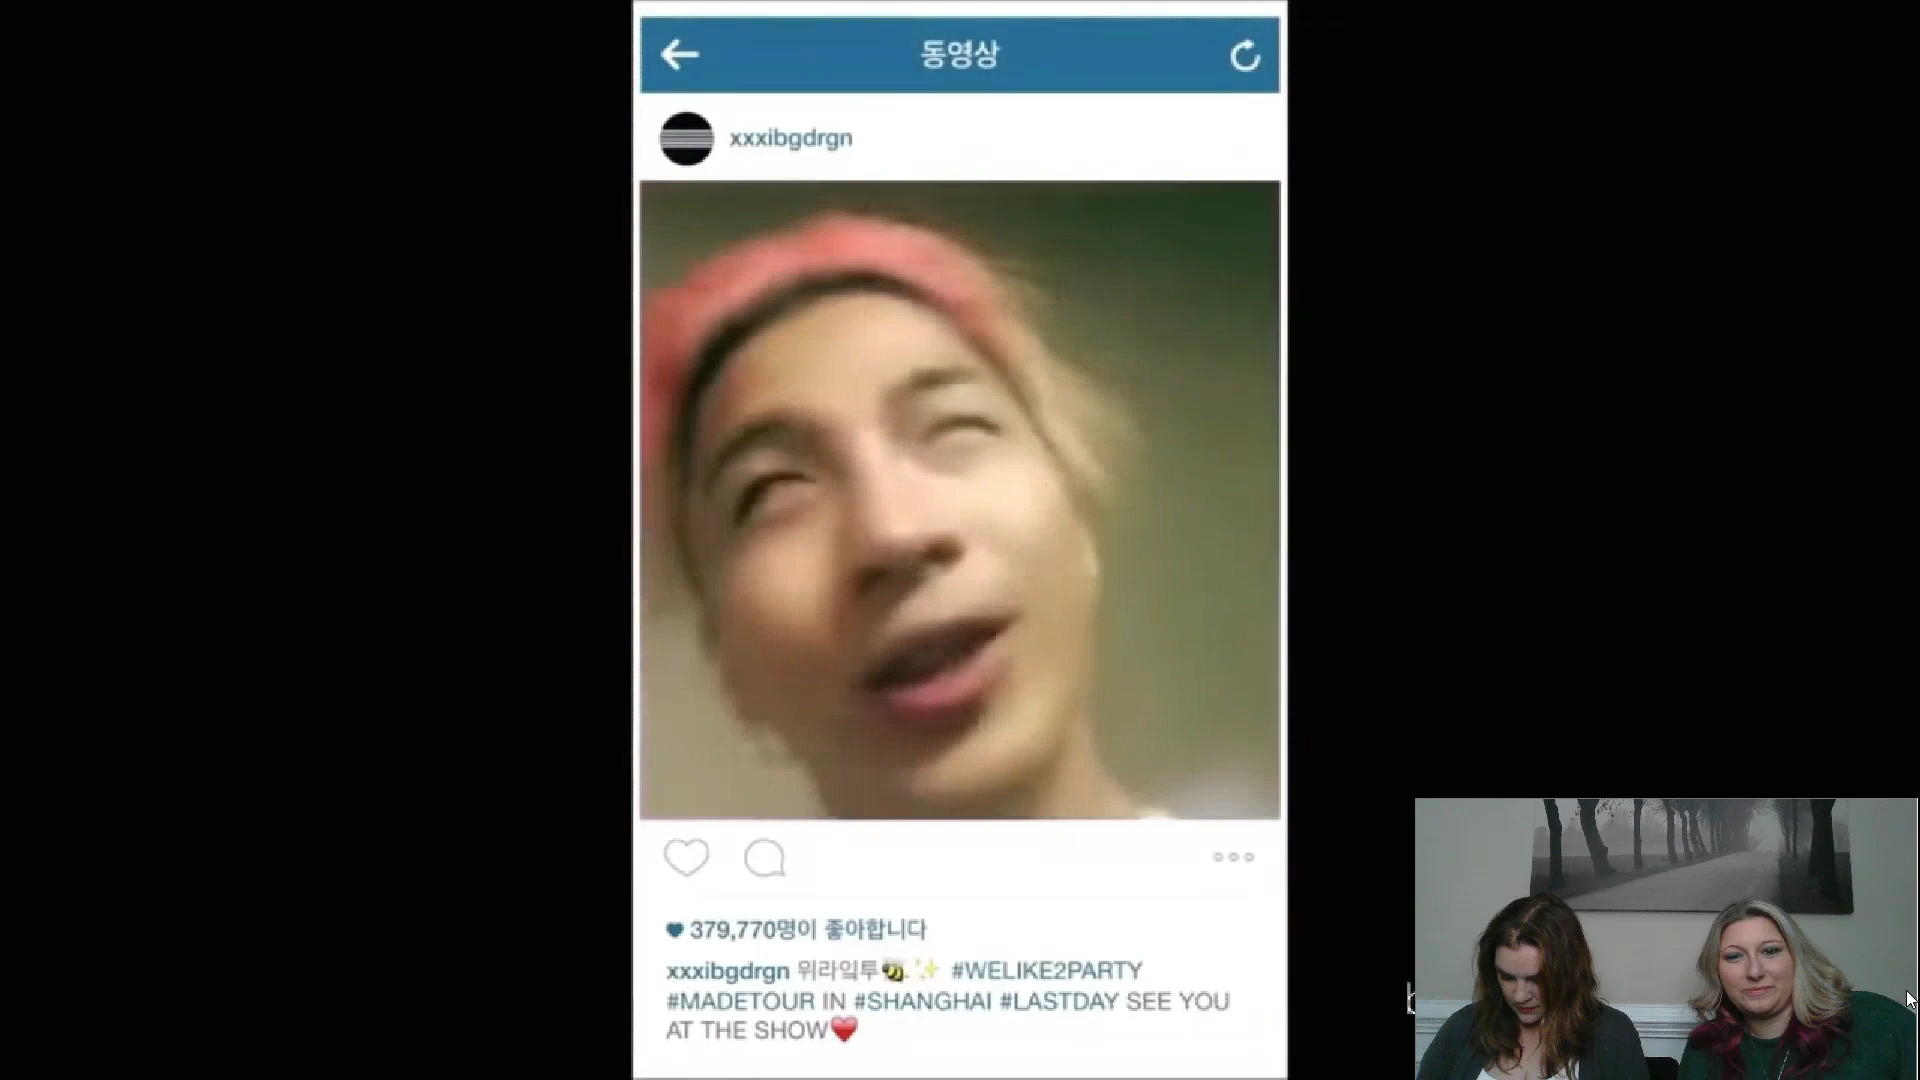 동영상
xxxibgdrgn
379,770명이 좋아합니다
xxxibgdrgn 위라잌투🐝✨ #WELIKE2PARTY
#MADETOUR IN #SHANGHAI #LASTDAY SEE YOU
AT THE SHOW❤️